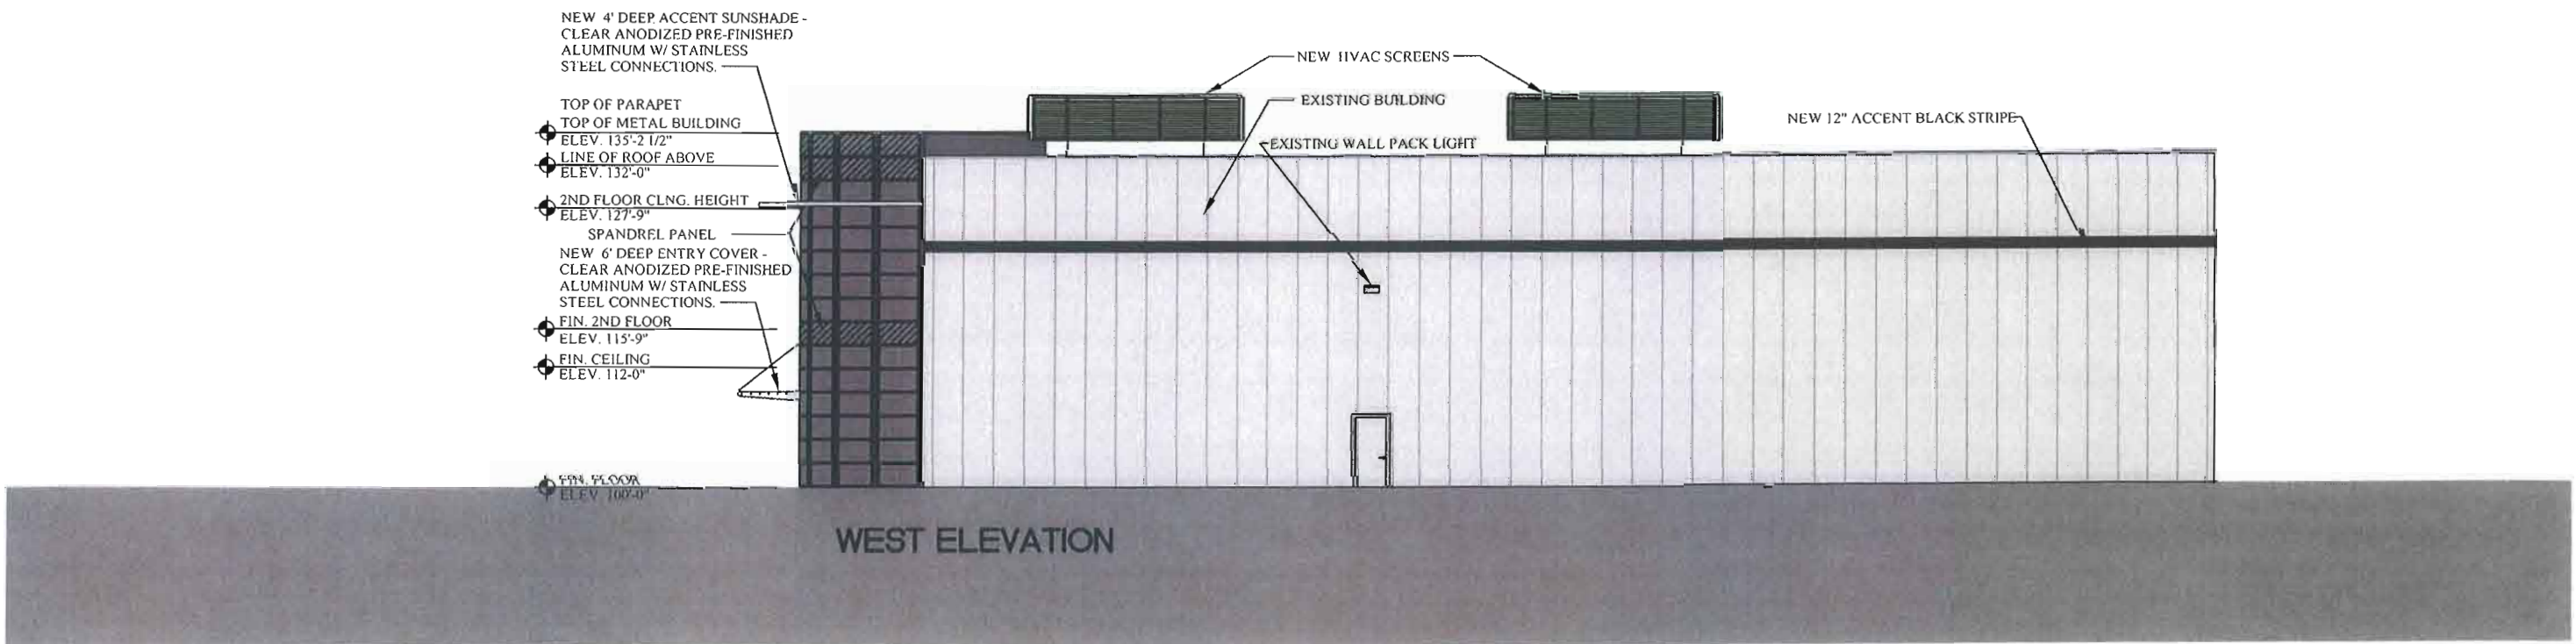 NEW 4' DEEP ACCENT SUNSHADE -
CLEAR ANODIZED PRE-FINISHED
ALUMINUM W/ STAINLESS
STEEL CONNECTIONS.
TOP OF PARAPET
TOP OF METAL BUILDING
ELEV. 135'-2 1/2"
LINE OF ROOF ABOVE
ELEV. 132'-0"
2ND FLOOR CLNG. HEIGHT
ELEV. 127'-9"
SPANDREL PANEL
NEW 6' DEEP ENTRY COVER -
CLEAR ANODIZED PRE-FINISHED
ALUMINUM W/ STAINLESS
STEEL CONNECTIONS.
FIN. 2ND FLOOR
ELEV. 115'-9"
FIN. CEILING
ELEV. 112-0"
FIN. FLOOR
ELEV. 100'-0"
NEW HVAC SCREENS
EXISTING BUILDING
EXISTING WALL PACK LIGHT
NEW 12" ACCENT BLACK STRIPE
WEST ELEVATION